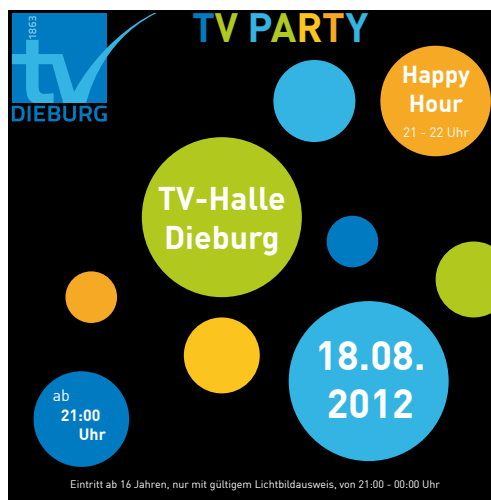 TV PARTY
1863
tv
DIEBURG
Happy
Hour
21 - 22 Uhr
TV-Halle
Dieburg
18.08.
2012
ab
21:00
Uhr
Eintritt ab 16 Jahren, nur mit gültigem Lichtbildausweis, von 21:00 - 00:00 Uhr